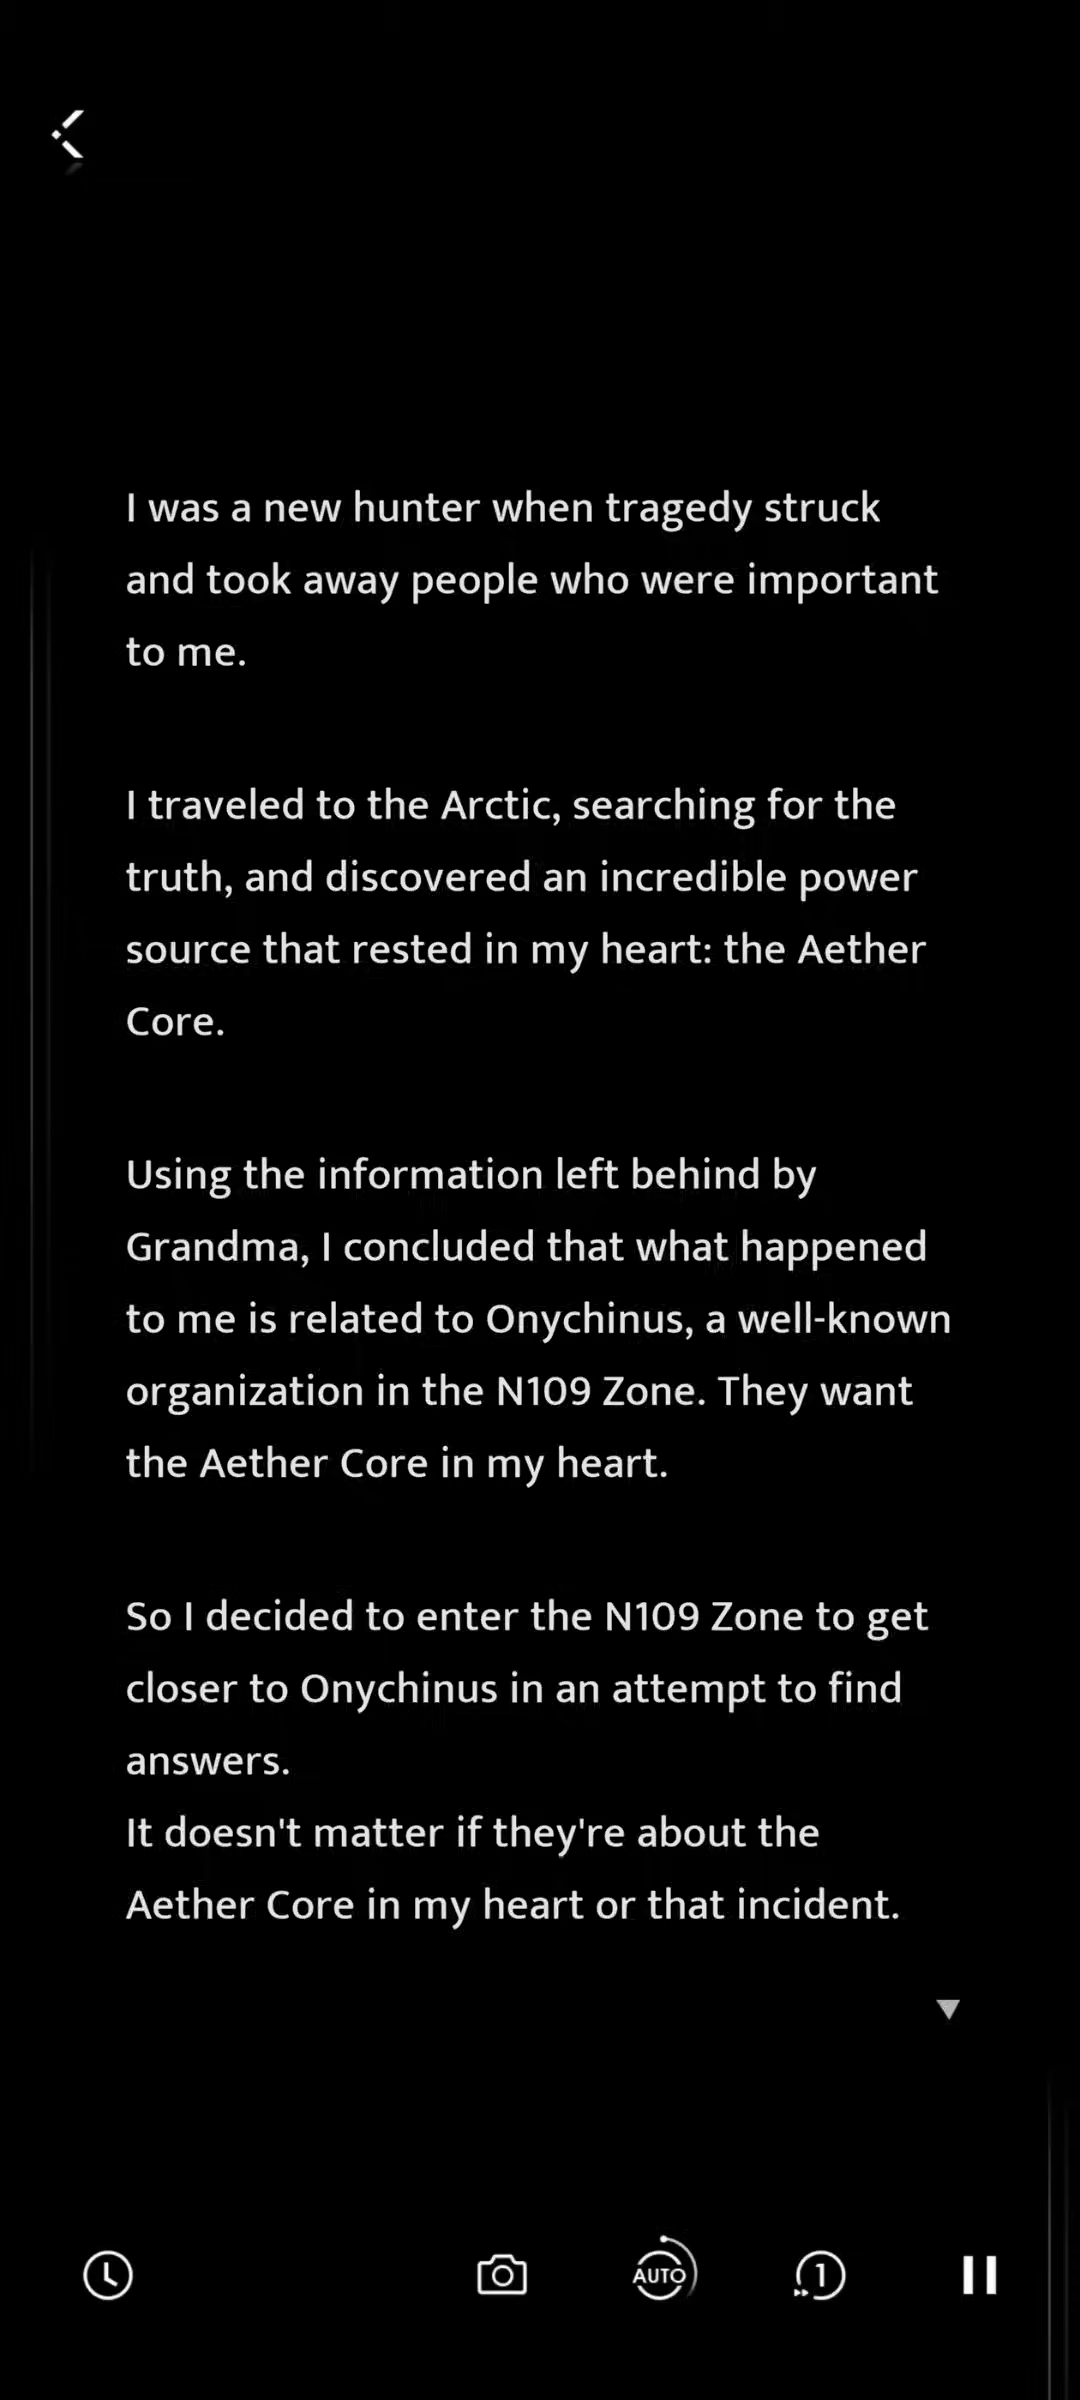 I was a new hunter when tragedy struck
and took away people who were important
to me.
I traveled to the Arctic, searching for the
truth, and discovered an incredible power
source that rested in my heart: the Aether
Core.
Using the information left behind by
Grandma, I concluded that what happened
to me is related to Onychinus, a well-known
organization in the N109 Zone. They want
the Aether Core in my heart.
So I decided to enter the N109 Zone to get
closer to Onychinus in an attempt to find
answers.
It doesn't matter if they're about the
Aether Core in my heart or that incident.
AUTO
1